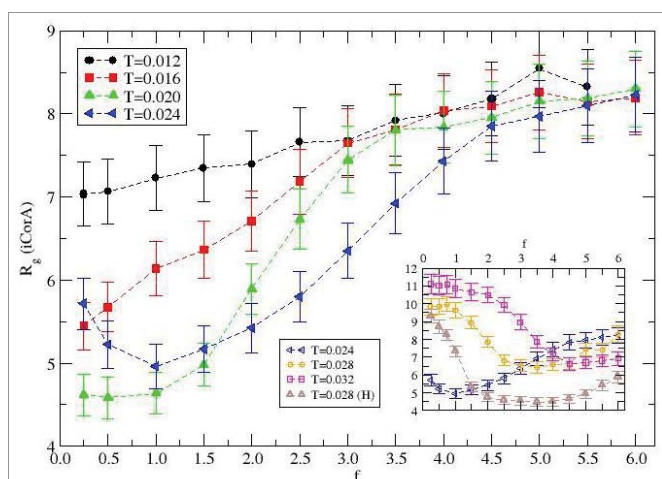 9
8
7
6
5
4
R_g (iCorA)
T=0.012
T=0.016
T=0.020
T=0.024
0.0 0.5 1.0 1.5 2.0 2.5 3.0 3.5 4.0 4.5 5.0 5.5 6.0
f
f
0 1 2 3 4 5 6
12
11
10
9
8
7
6
5
4
T=0.024
T=0.028
T=0.032
T=0.028 (H)